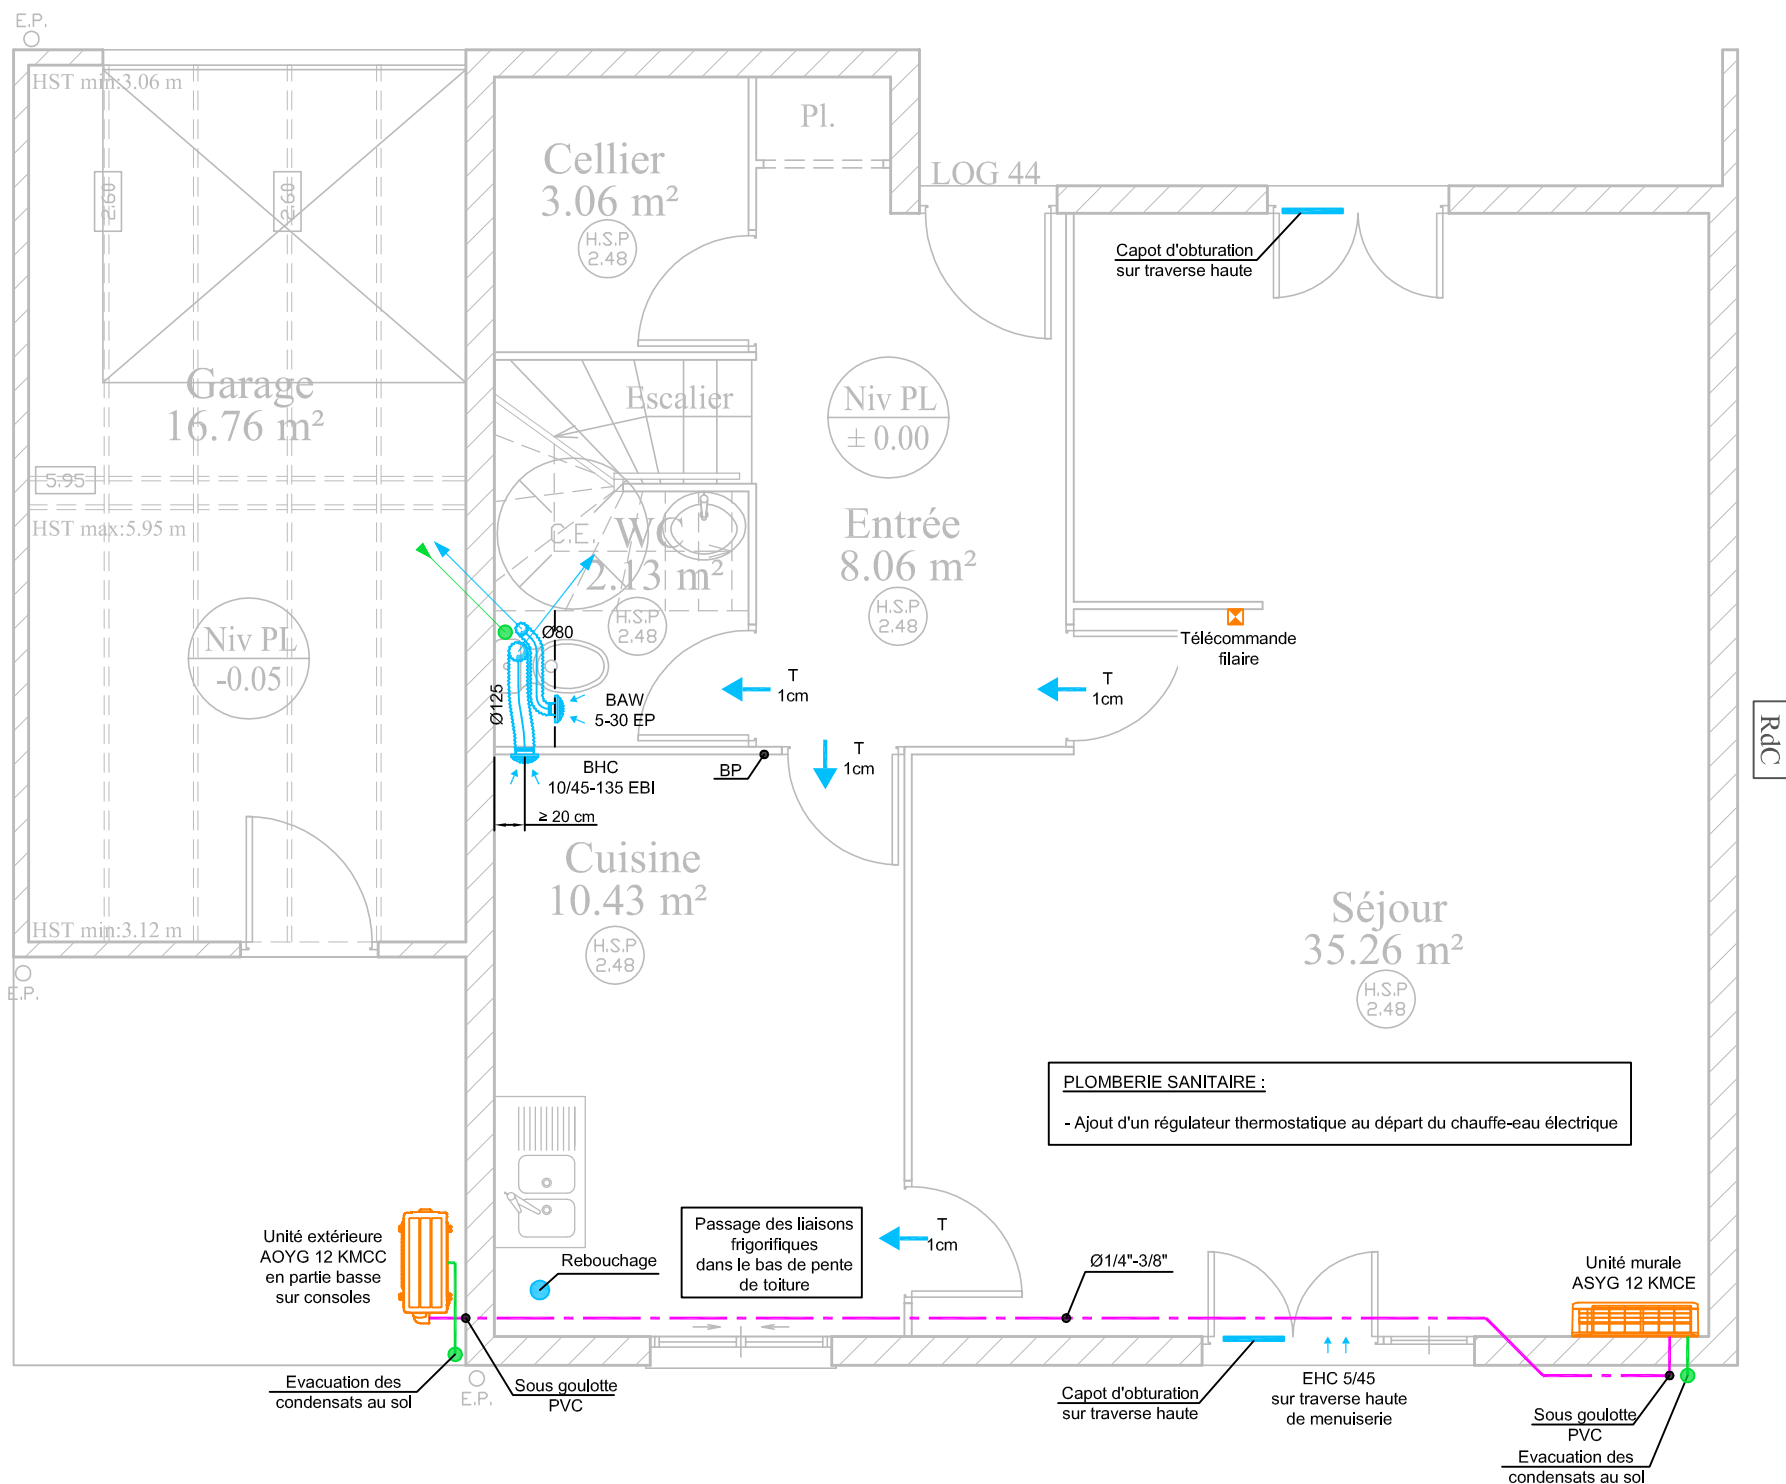 E.P.
HST min:3.06 m
2.60
2.60
Garage
16.76 m²
5.95
HST max:5.95 m
Niv PL
-0.05
HST min:3.12 m
E.P.
Cellier
3.06 m²
H.S.P
2.48
Pl.
LOG 44
Capot d'obturation
sur traverse haute
Escalier
Niv PL
± 0.00
C.E.
WC
2.13 m²
H.S.P
2.48
Entrée
8.06 m²
H.S.P
2.48
Télécommande
filaire
Ø80
Ø125
BAW
5-30 EP
T
1cm
T
1cm
T
1cm
BP
BHC
10/45-135 EBI
≥ 20 cm
RdC
Cuisine
10.43 m²
H.S.P
2.48
Séjour
35.26 m²
H.S.P
2.48
PLOMBERIE SANITAIRE :
- Ajout d'un régulateur thermostatique au départ du chauffe-eau électrique
Unité extérieure
AOYG 12 KMCC
en partie basse
sur consoles
Rebouchage
Passage des liaisons
frigorifiques
dans le bas de pente
de toiture
T
1cm
Ø1/4"-3/8"
Unité murale
ASYG 12 KMCE
Evacuation des
condensats au sol
E.P.
Sous goulotte
PVC
Capot d'obturation
sur traverse haute
EHC 5/45
sur traverse haute
de menuiserie
Sous goulotte
PVC
Evacuation des
condensats au sol